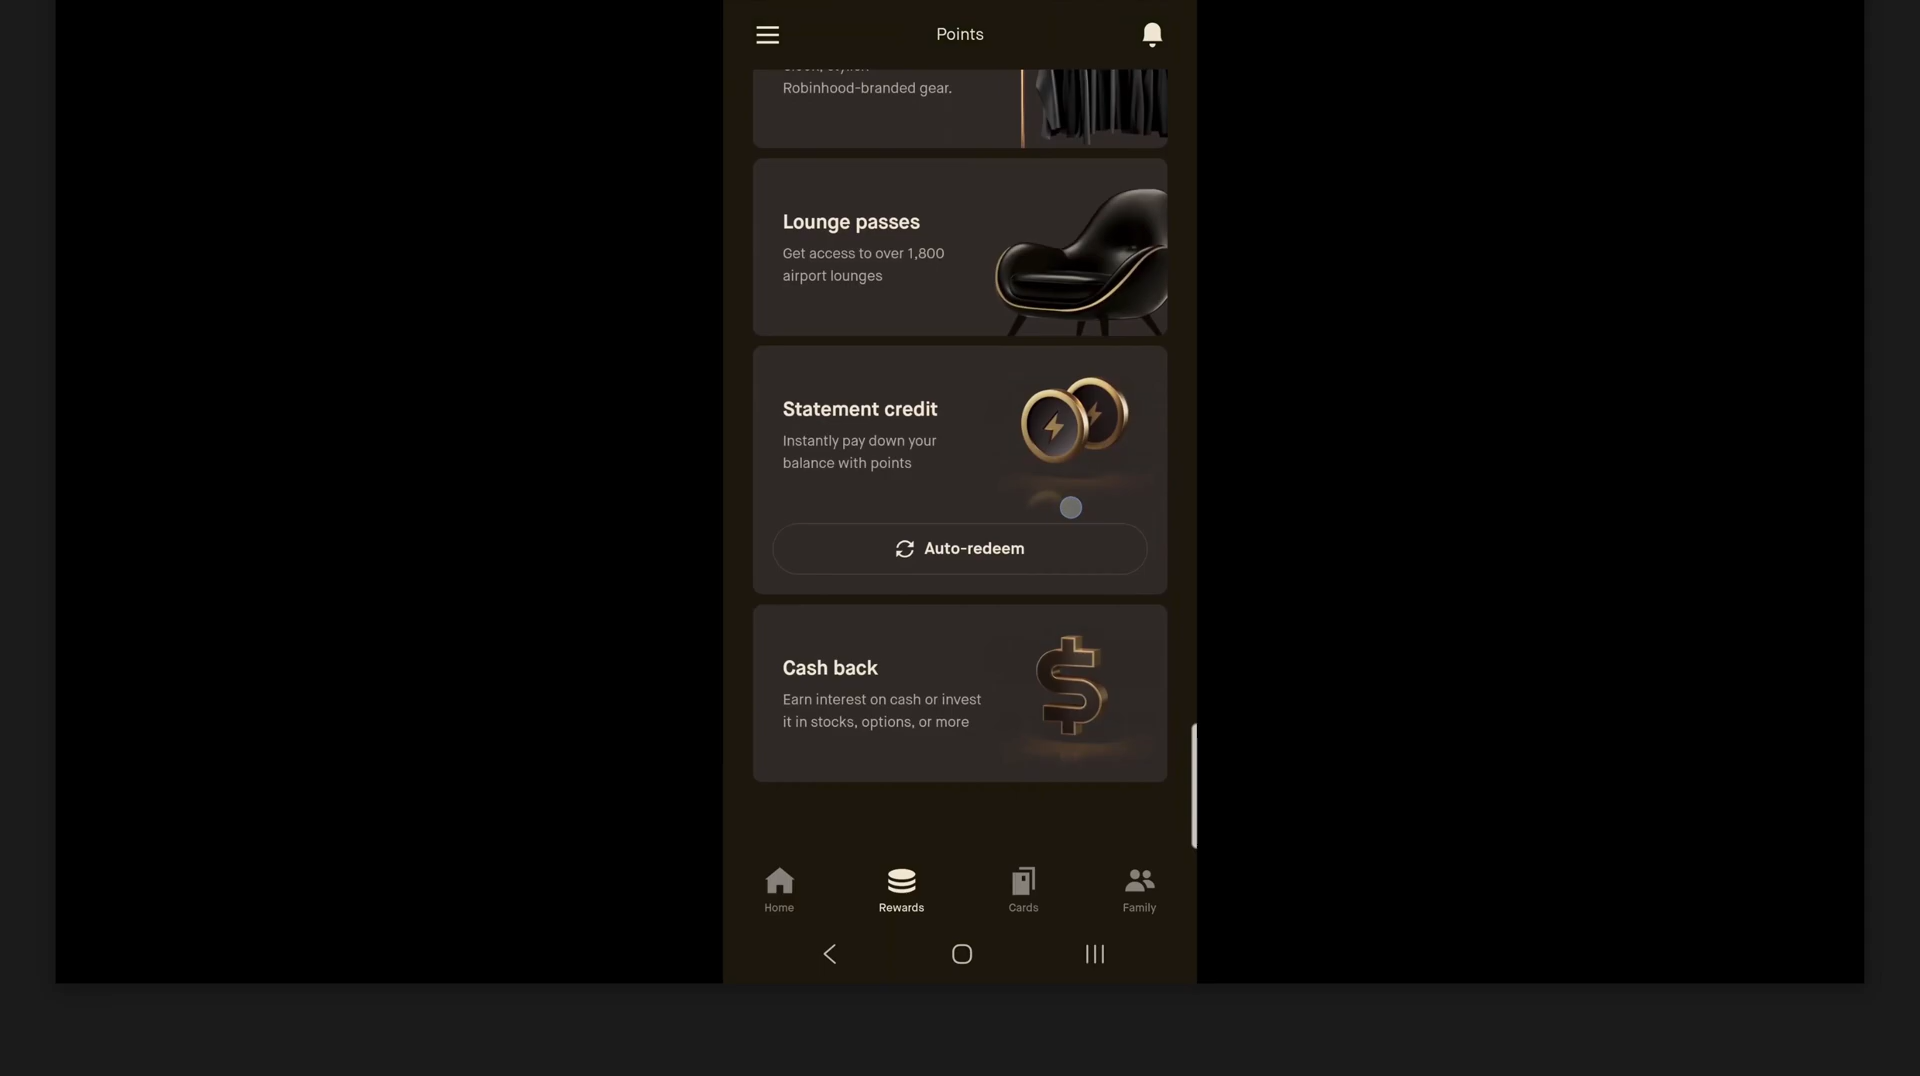 Points
Robinhood-branded gear.
Lounge passes
Get access to over 1,800
airport lounges
Statement credit
Instantly pay down your
balance with points
Auto-redeem
Cash back
Earn interest on cash or invest
it in stocks, options, or more
Home
Rewards
Cards
Family